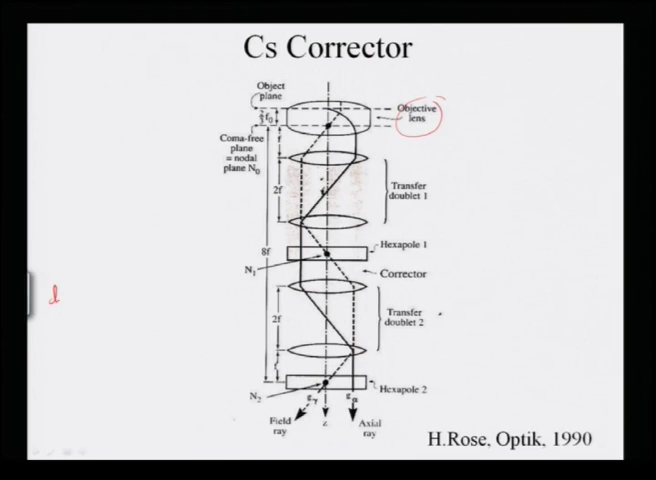 Cs Corrector
Object
plane
Objective
lens
Coma-free
plane
= nodal
plane N₀
f
2f
Transfer
doublet 1
8f
Hexapole 1
N₁
Corrector
2f
Transfer
doublet 2
f
N₂
Hexapole 2
Field
ray
z
Axial
ray
H.Rose, Optik, 1990